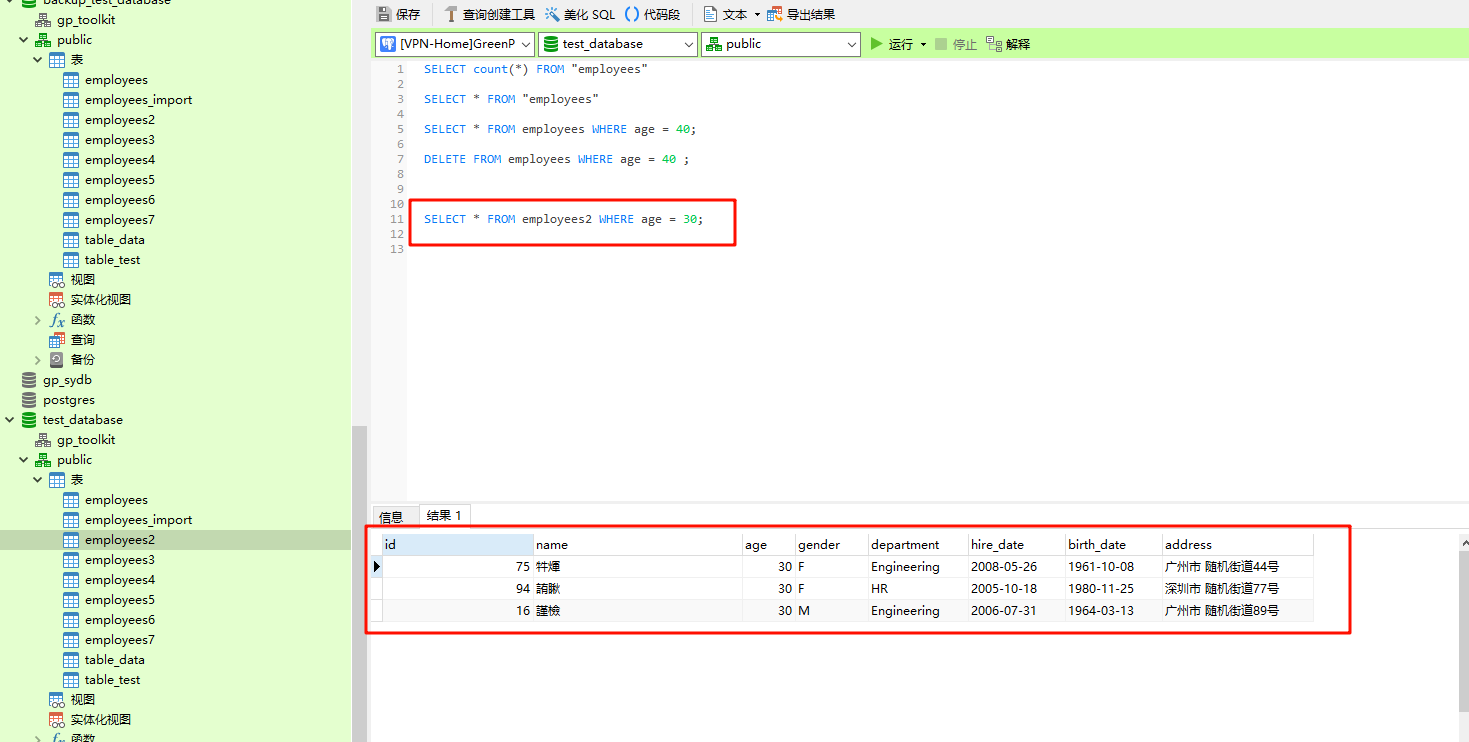 backup_test_database
gp_toolkit
public
表
employees
employees_import
employees2
employees3
employees4
employees5
employees6
employees7
table_data
table_test
视图
实体化视图
fx 函数
查询
备份
gp_sydb
postgres
test_database
gp_toolkit
public
表
employees
employees_import
employees2
employees3
employees4
employees5
employees6
employees7
table_data
table_test
视图
实体化视图
fx 函数
保存 查询创建工具 美化 SQL 代码段 文本 导出结果
[VPN-Home]GreenP test_database public 运行 停止 解释
1 SELECT count(*) FROM "employees"
2
3 SELECT * FROM "employees"
4
5 SELECT * FROM employees WHERE age = 40;
6
7 DELETE FROM employees WHERE age = 40 ;
8
9
10
11 SELECT * FROM employees2 WHERE age = 30;
12
13
信息 结果 1
id name age gender department hire_date birth_date address
75 30 F Engineering 2008-05-26 1961-10-08 广州市 随机街道44号
94 30 F HR 2005-10-18 1980-11-25 深圳市 随机街道77号
16 謹檢 30 M Engineering 2006-07-31 1964-03-13 广州市 随机街道89号